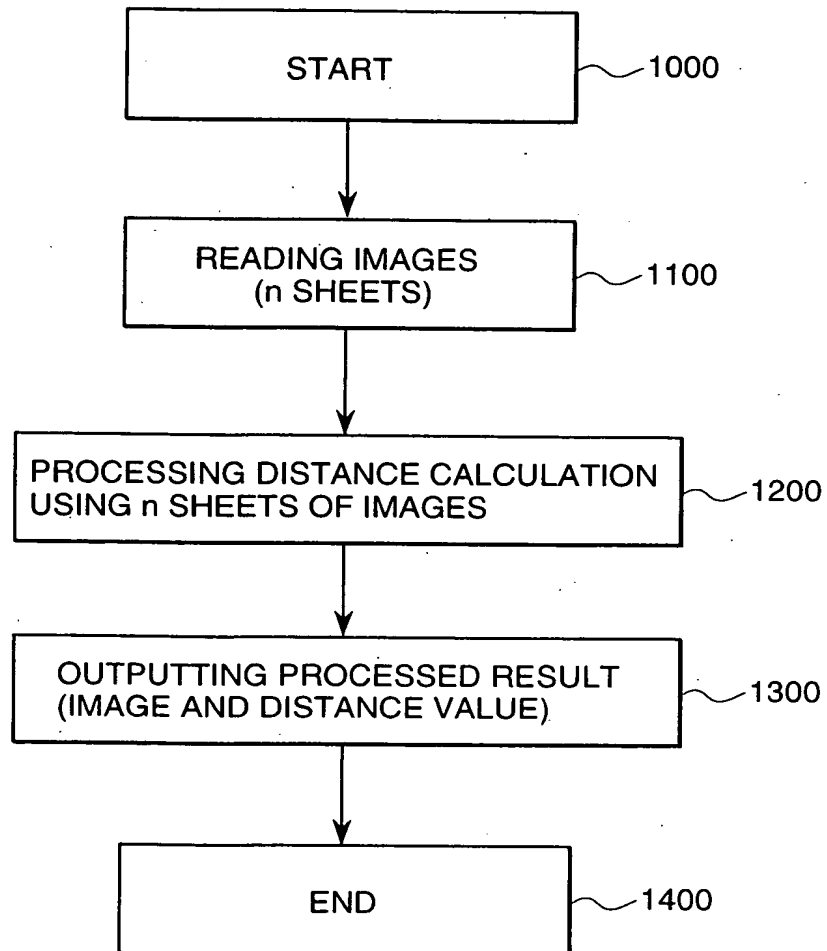 START
1000
READING IMAGES
(n SHEETS)
1100
PROCESSING DISTANCE CALCULATION
USING n SHEETS OF IMAGES
1200
OUTPUTTING PROCESSED RESULT
(IMAGE AND DISTANCE VALUE)
1300
END
1400